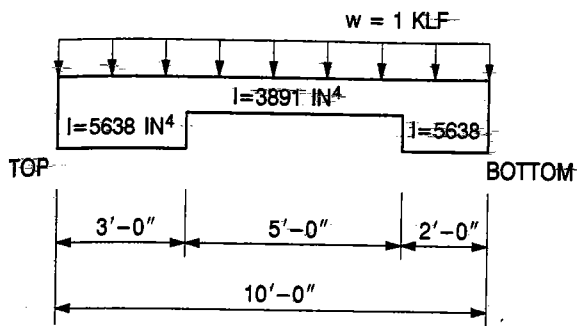 w = 1 KLF
I=3891 IN⁴
I=5638 IN⁴
I=5638
TOP
BOTTOM
3'-0"
5'-0"
2'-0"
10'-0"